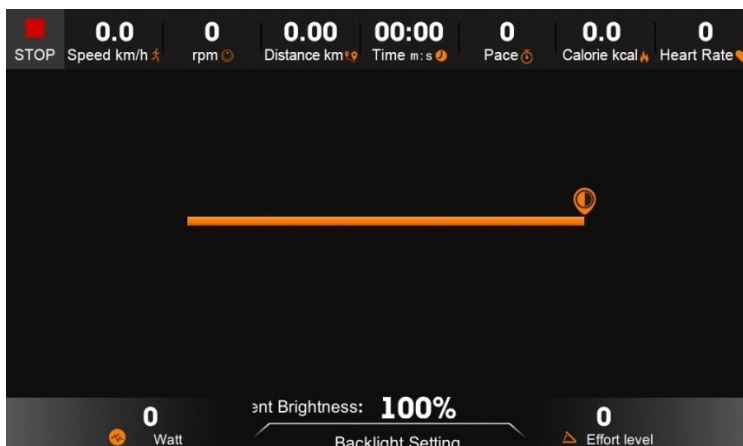 0.0 0 0.00 00:00 0 0.0 0
STOP Speed km/h rpm Distance km Time m:s Pace Calorie kcal Heart Rate
0 ent Brightness: 100% 0
Watt Backlight Setting Effort level